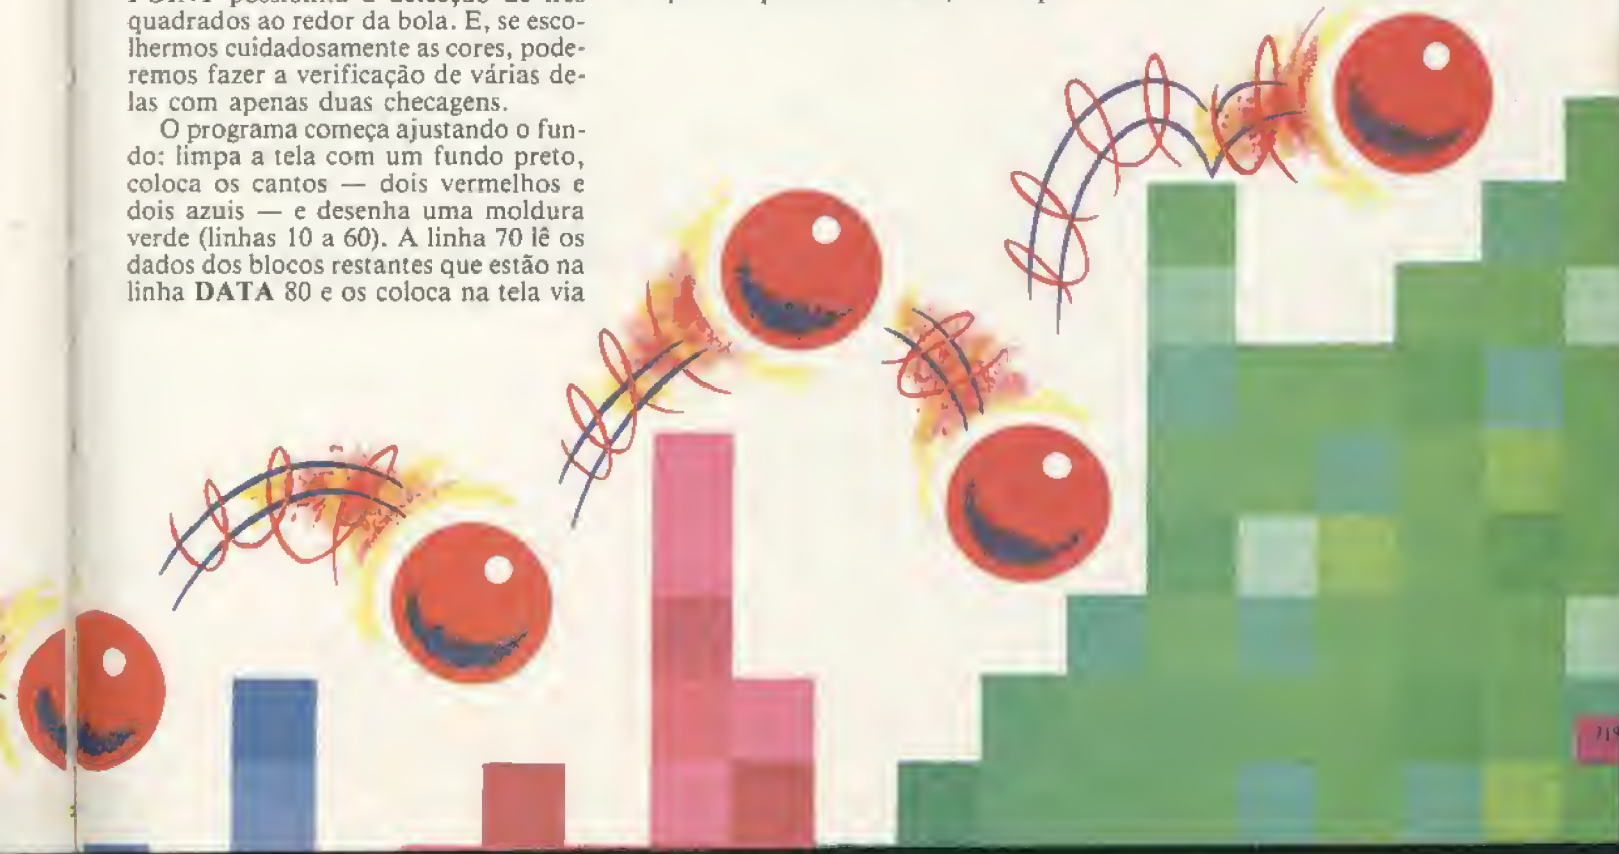 quadrados ao redor da bola. E, se esco-
lhermos cuidadosamente as cores, pode-
remos fazer a verificação de várias de-
las com apenas duas checagens.
O programa começa ajustando o fun-
do: limpa a tela com um fundo preto,
coloca os cantos — dois vermelhos e
dois azuis — e desenha uma moldura
verde (linhas 10 a 60). A linha 70 lê os
dados dos blocos restantes que estão na
linha DATA 80 e os coloca na tela via